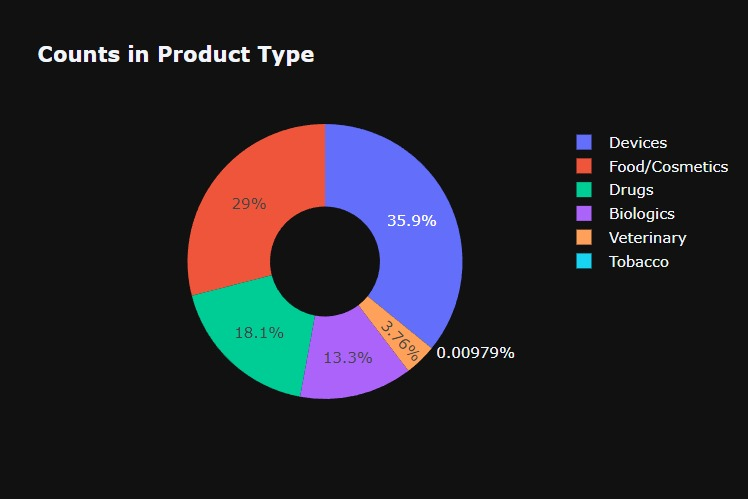 Counts in Product Type
Devices
Food/Cosmetics
Drugs
Biologics
Veterinary
Tobacco
29%
35.9%
18.1%
13.3%
3.76%
0.00979%